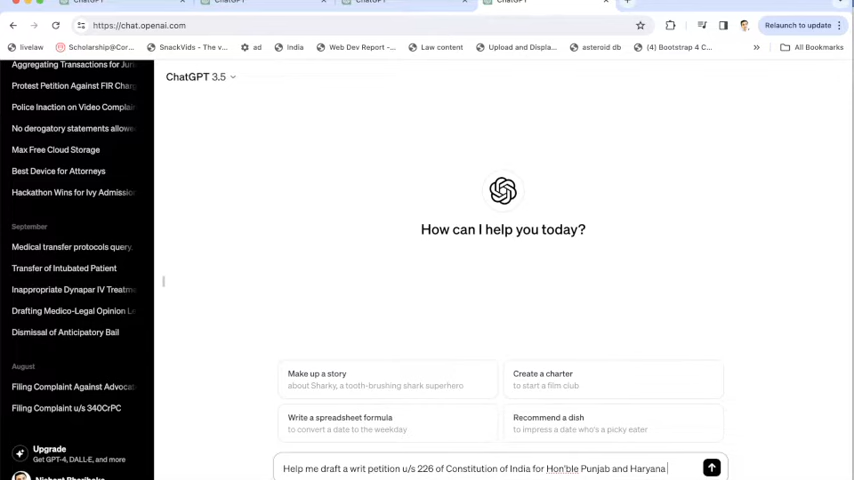 ChatGPT
ChatGPT
ChatGPT
ChatGPT
https://chat.openai.com
Relaunch to update
livelaw
Scholarship@Cor...
SnackVids - The v...
ad
India
Web Dev Report -...
Law content
Upload and Displa...
asteroid db
(4) Bootstrap 4 C...
»
All Bookmarks
Aggregating Transactions for Juri
ChatGPT 3.5
Protest Petition Against FIR Char
Police Inaction on Video Complai
No derogatory statements allowe
Max Free Cloud Storage
Best Device for Attorneys
Hackathon Wins for Ivy Admissio
How can I help you today?
September
Medical transfer protocols query.
Transfer of Intubated Patient
Inappropriate Dynapar IV Treatm
Drafting Medico-Legal Opinion Le
Dismissal of Anticipatory Bail
August
Filing Complaint Against Advoca
Filing Complaint u/s 340CrPC
Make up a story
about Sharky, a tooth-brushing shark superhero
Create a charter
to start a film club
Write a spreadsheet formula
to convert a date to the weekday
Recommend a dish
to impress a date who's a picky eater
Upgrade
Get GPT-4, DALL·E, and more
Help me draft a writ petition u/s 226 of Constitution of India for Hon'ble Punjab and Haryana